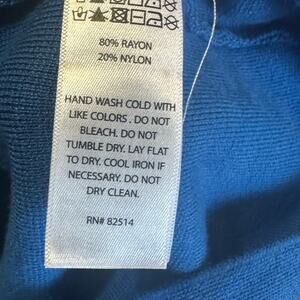 80% RAYON
20% NYLON
HAND WASH COLD WITH
LIKE COLORS . DO NOT
BLEACH. DO NOT
TUMBLE DRY. LAY FLAT
TO DRY. COOL IRON IF
NECESSARY. DO NOT
DRY CLEAN.
RN# 82514